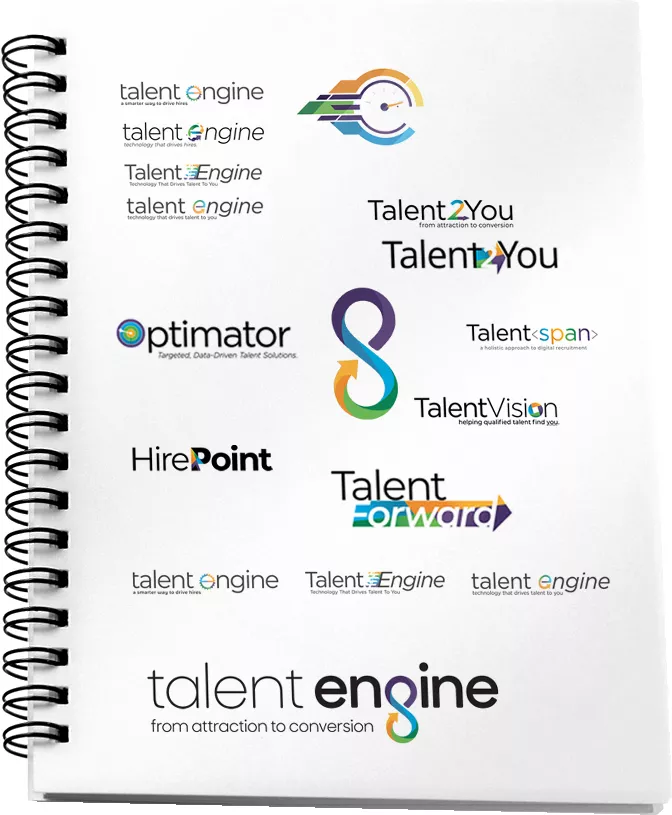 talent engine
a smarter way to drive hires
talent engine
technology that drives hires
Talent Engine
Technology That Drives Talent To You
talent engine
technology that drives talent to you
Talent2You
from attraction to conversion
Talent2You
Optimator
Targeted, Data-Driven Talent Solutions.
Talent<span>
a holistic approach to digital recruitment
TalentVision
helping qualified talent find you.
HirePoint
Talent
Forward
talent engine
a smarter way to drive hires
Talent Engine
Technology That Drives Talent To You
talent engine
technology that drives talent to you
talent engine
from attraction to conversion